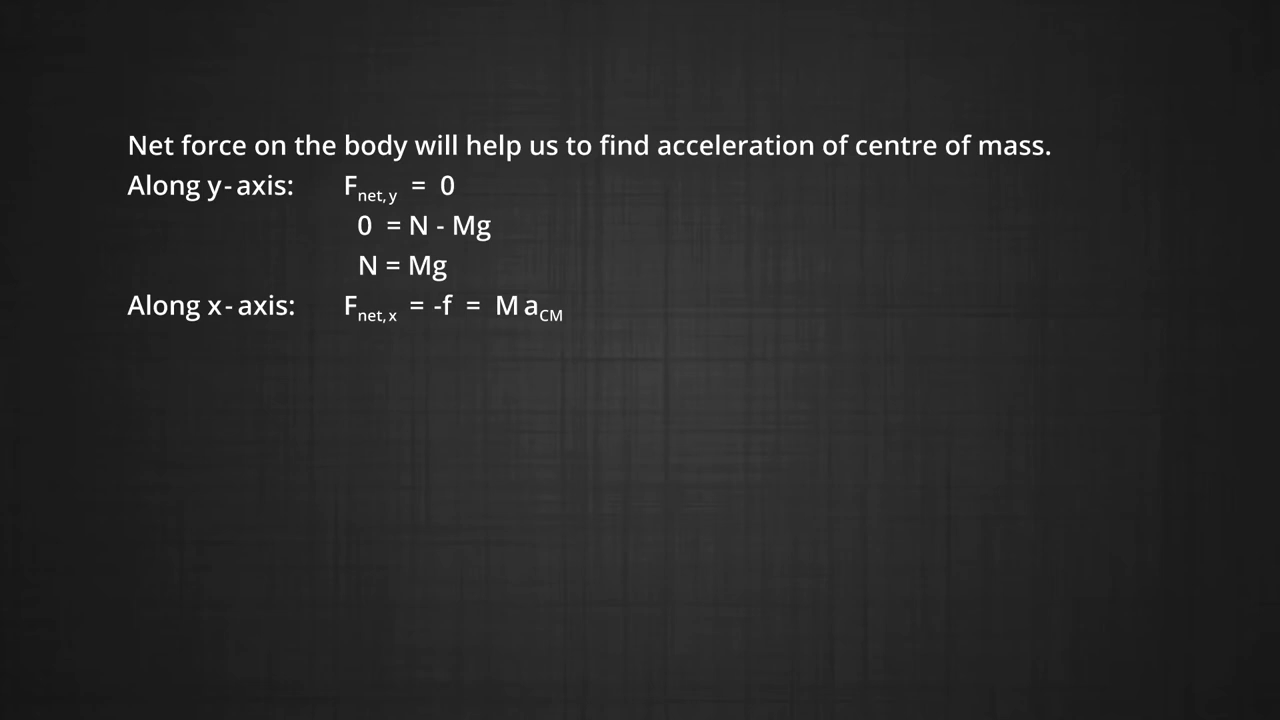 Net force on the body will help us to find acceleration of centre of mass.
Along y-axis: F_net,y = 0
0 = N - Mg
N = Mg
Along x-axis: F_net,x = -f = M a_CM